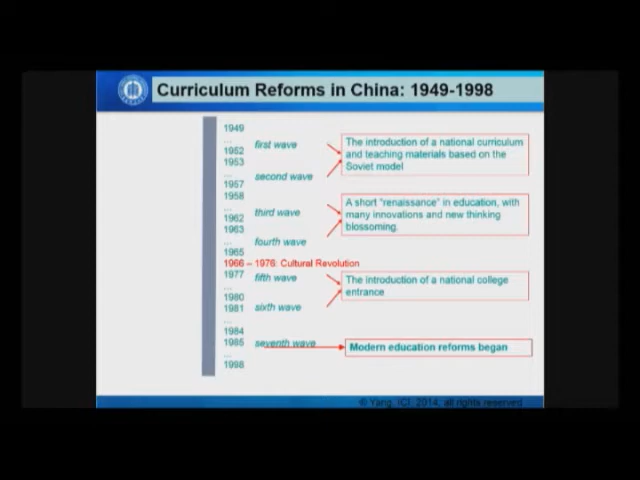 Curriculum Reforms in China: 1949-1998
1949
...
1952
first wave
1953
...
second wave
1957
The introduction of a national curriculum
and teaching materials based on the
Soviet model
1958
...
1962
third wave
1963
...
fourth wave
1965
A short "renaissance" in education, with
many innovations and new thinking
blossoming.
1966 – 1976: Cultural Revolution
1977
fifth wave
...
1980
1981
sixth wave
...
1984
The introduction of a national college
entrance
1985
seventh wave
...
1998
Modern education reforms began
© Yang, ICI, 2014, all rights reserved